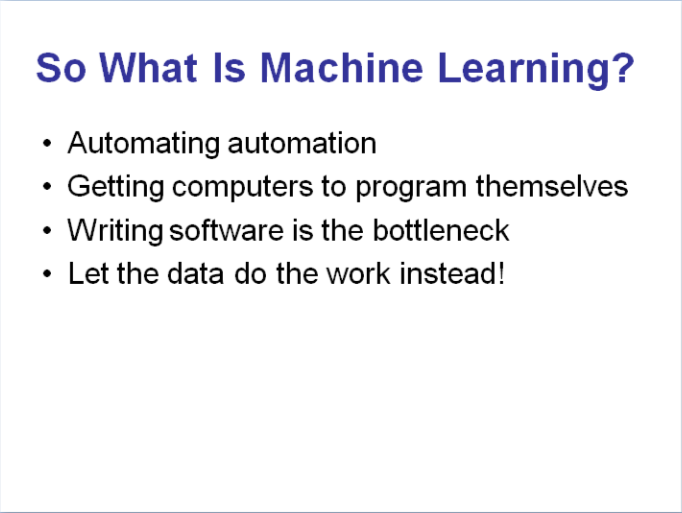 So What Is Machine Learning?
• Automating automation
• Getting computers to program themselves
• Writing software is the bottleneck
• Let the data do the work instead!